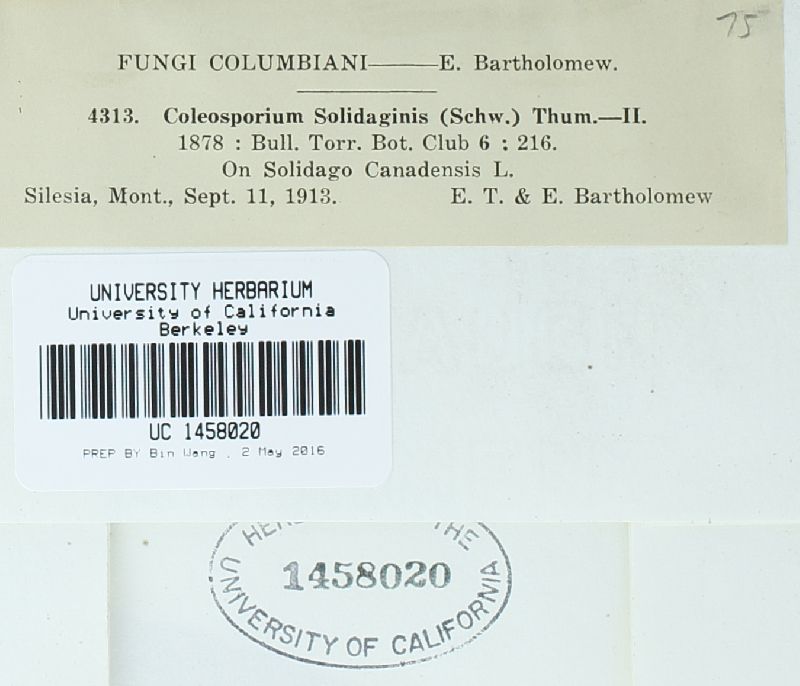 75
FUNGI COLUMBIANI——E. Bartholomew.
4313. Coleosporium Solidaginis (Schw.) Thum.—II.
1878 : Bull. Torr. Bot. Club 6 : 216.
On Solidago Canadensis L.
Silesia, Mont., Sept. 11, 1913. E. T. & E. Bartholomew
UNIVERSITY HERBARIUM
University of California
Berkeley
UC 1458020
PREP BY Bin Wang . 2 May 2016
THE
1458020
UNIVERSITY OF CALIFORNIA